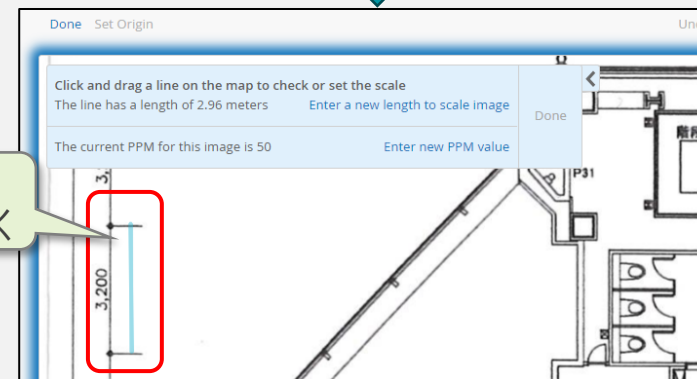 Done Set Origin
Click and drag a line on the map to check or set the scale
The line has a length of 2.96 meters Enter a new length to scale image
Done
The current PPM for this image is 50 Enter new PPM value
P31
3,200